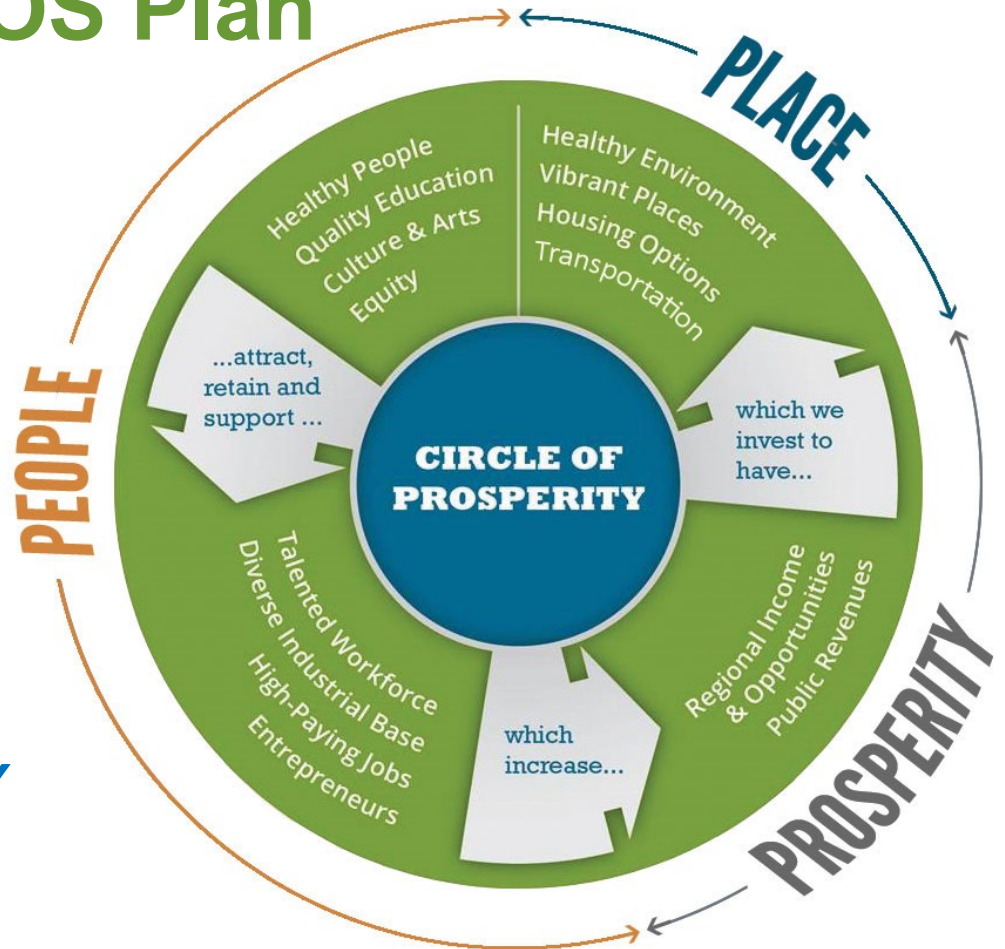 OS Plan
PLACE
Healthy People
Quality Education
Culture & Arts
Equity
Healthy Environment
Vibrant Places
Housing Options
Transportation
...attract,
retain and
support ...
which we
invest to
have...
CIRCLE OF
PROSPERITY
PEOPLE
Talented Workforce
Diverse Industrial Base
High-Paying Jobs
Entrepreneurs
which
increase...
Regional Income
& Opportunities
Public Revenues
PROSPERITY